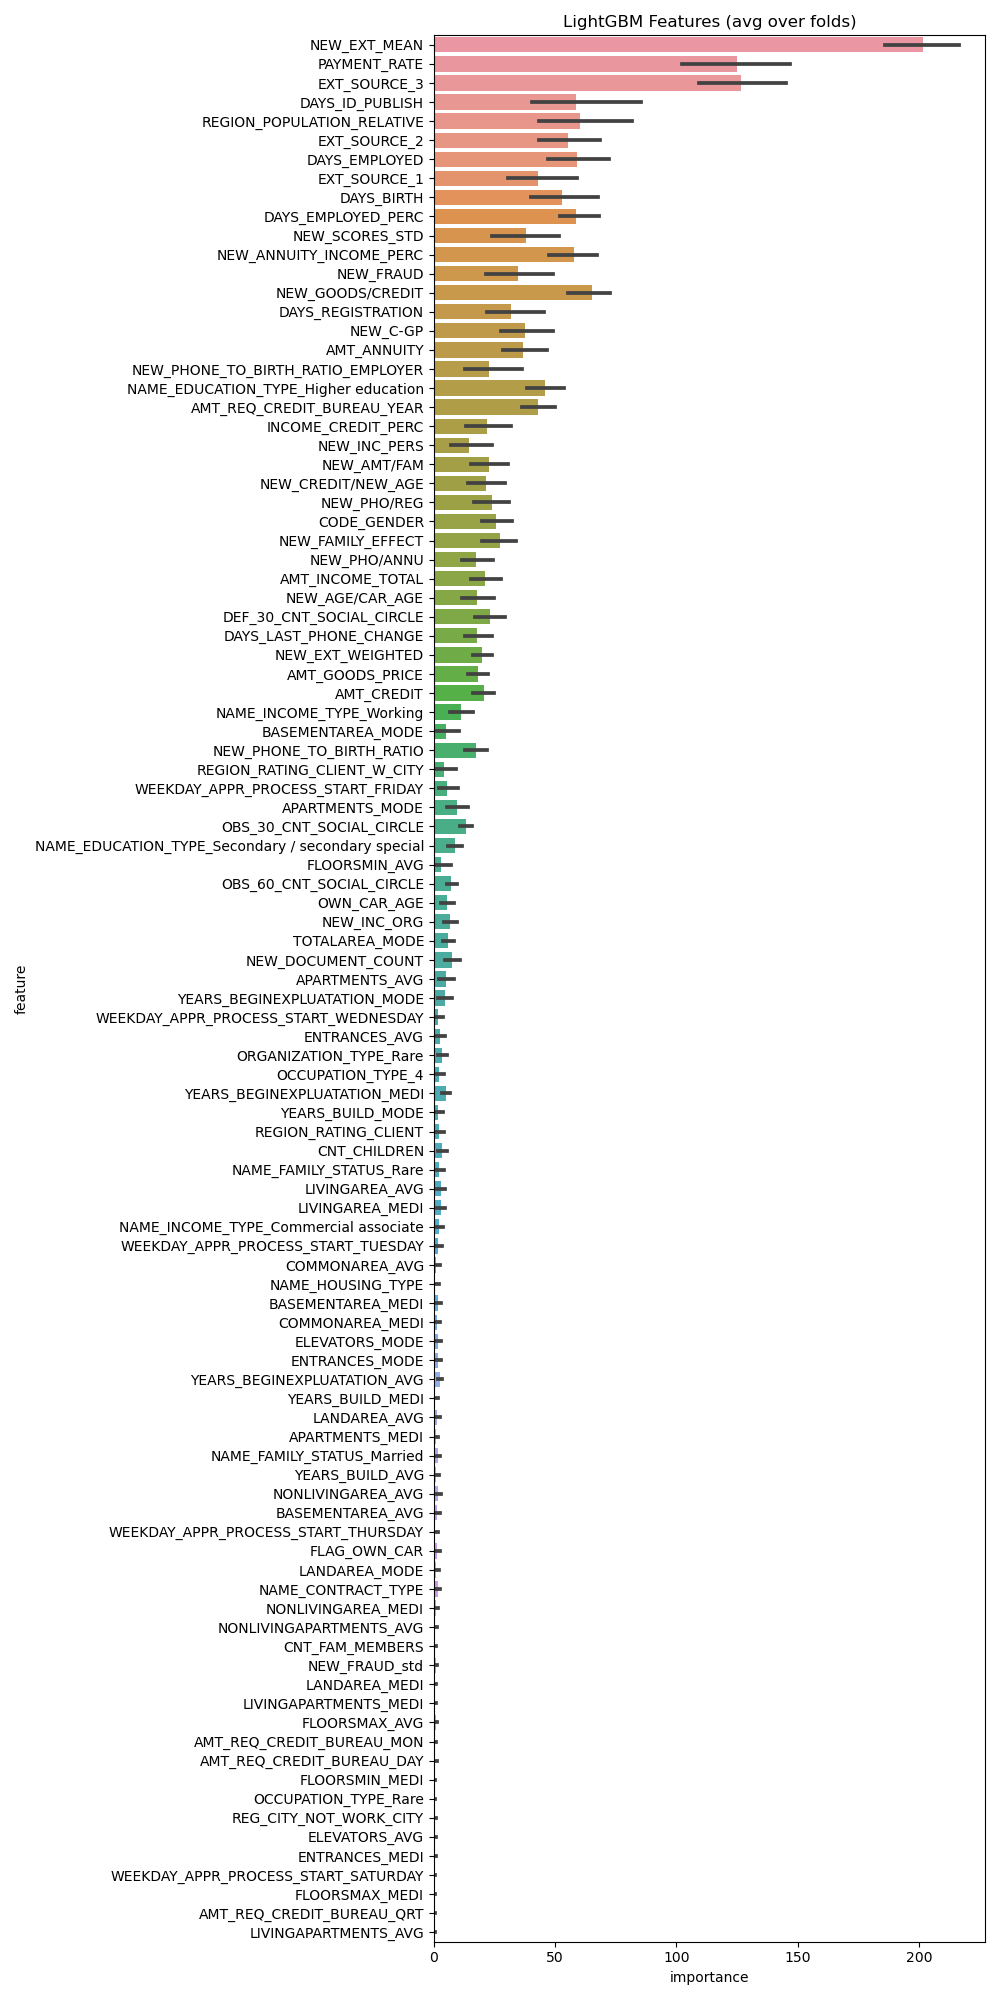 LightGBM Features (avg over folds)
NEW_EXT_MEAN
PAYMENT_RATE
EXT_SOURCE_3
DAYS_ID_PUBLISH
REGION_POPULATION_RELATIVE
EXT_SOURCE_2
DAYS_EMPLOYED
EXT_SOURCE_1
DAYS_BIRTH
DAYS_EMPLOYED_PERC
NEW_SCORES_STD
NEW_ANNUITY_INCOME_PERC
NEW_FRAUD
NEW_GOODS/CREDIT
DAYS_REGISTRATION
NEW_C-GP
AMT_ANNUITY
NEW_PHONE_TO_BIRTH_RATIO_EMPLOYER
NAME_EDUCATION_TYPE_Higher education
AMT_REQ_CREDIT_BUREAU_YEAR
INCOME_CREDIT_PERC
NEW_INC_PERS
NEW_AMT/FAM
NEW_CREDIT/NEW_AGE
NEW_PHO/REG
CODE_GENDER
NEW_FAMILY_EFFECT
NEW_PHO/ANNU
AMT_INCOME_TOTAL
NEW_AGE/CAR_AGE
DEF_30_CNT_SOCIAL_CIRCLE
DAYS_LAST_PHONE_CHANGE
NEW_EXT_WEIGHTED
AMT_GOODS_PRICE
AMT_CREDIT
NAME_INCOME_TYPE_Working
BASEMENTAREA_MODE
NEW_PHONE_TO_BIRTH_RATIO
REGION_RATING_CLIENT_W_CITY
WEEKDAY_APPR_PROCESS_START_FRIDAY
APARTMENTS_MODE
OBS_30_CNT_SOCIAL_CIRCLE
NAME_EDUCATION_TYPE_Secondary / secondary special
FLOORSMIN_AVG
OBS_60_CNT_SOCIAL_CIRCLE
OWN_CAR_AGE
NEW_INC_ORG
TOTALAREA_MODE
NEW_DOCUMENT_COUNT
APARTMENTS_AVG
YEARS_BEGINEXPLUATATION_MODE
WEEKDAY_APPR_PROCESS_START_WEDNESDAY
ENTRANCES_AVG
ORGANIZATION_TYPE_Rare
OCCUPATION_TYPE_4
YEARS_BEGINEXPLUATATION_MEDI
YEARS_BUILD_MODE
REGION_RATING_CLIENT
CNT_CHILDREN
NAME_FAMILY_STATUS_Rare
LIVINGAREA_AVG
LIVINGAREA_MEDI
NAME_INCOME_TYPE_Commercial associate
WEEKDAY_APPR_PROCESS_START_TUESDAY
COMMONAREA_AVG
NAME_HOUSING_TYPE
BASEMENTAREA_MEDI
COMMONAREA_MEDI
ELEVATORS_MODE
ENTRANCES_MODE
YEARS_BEGINEXPLUATATION_AVG
YEARS_BUILD_MEDI
LANDAREA_AVG
APARTMENTS_MEDI
NAME_FAMILY_STATUS_Married
YEARS_BUILD_AVG
NONLIVINGAREA_AVG
BASEMENTAREA_AVG
WEEKDAY_APPR_PROCESS_START_THURSDAY
FLAG_OWN_CAR
LANDAREA_MODE
NAME_CONTRACT_TYPE
NONLIVINGAREA_MEDI
NONLIVINGAPARTMENTS_AVG
CNT_FAM_MEMBERS
NEW_FRAUD_std
LANDAREA_MEDI
LIVINGAPARTMENTS_MEDI
FLOORSMAX_AVG
AMT_REQ_CREDIT_BUREAU_MON
AMT_REQ_CREDIT_BUREAU_DAY
FLOORSMIN_MEDI
OCCUPATION_TYPE_Rare
REG_CITY_NOT_WORK_CITY
ELEVATORS_AVG
ENTRANCES_MEDI
WEEKDAY_APPR_PROCESS_START_SATURDAY
FLOORSMAX_MEDI
AMT_REQ_CREDIT_BUREAU_QRT
LIVINGAPARTMENTS_AVG
feature
0 50 100 150 200
importance